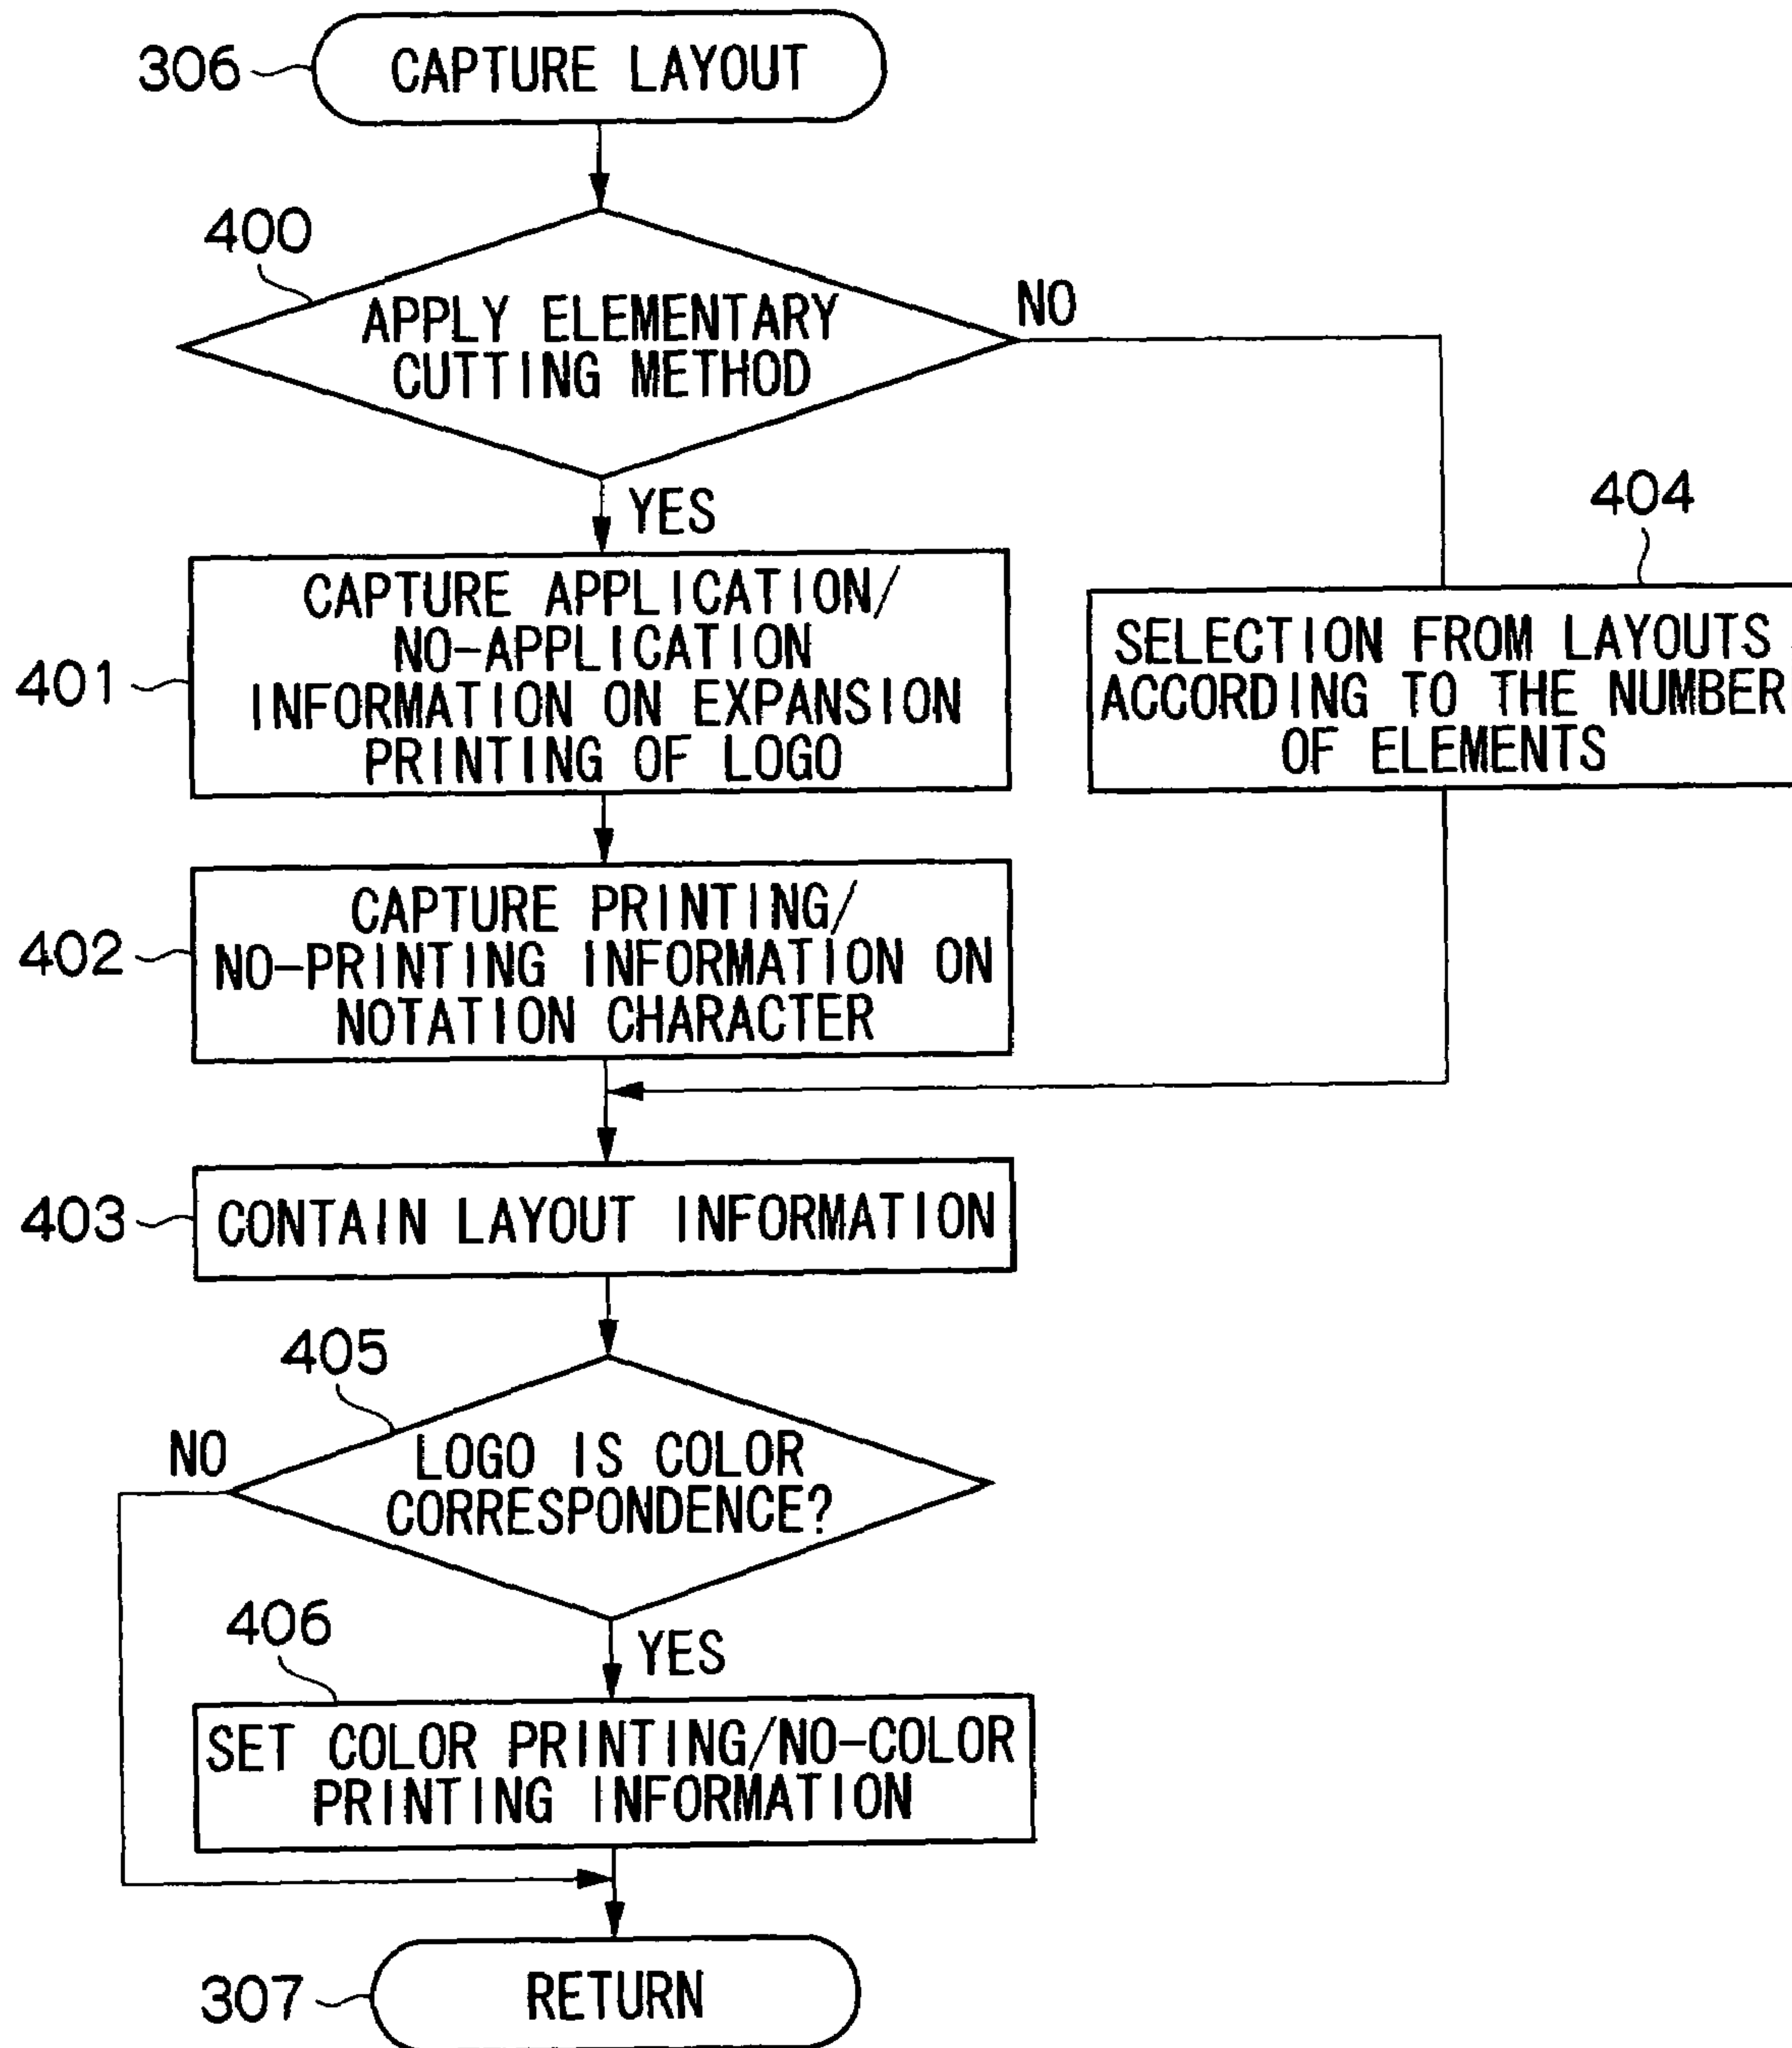 306
CAPTURE LAYOUT
400
APPLY ELEMENTARY
CUTTING METHOD
NO
YES
404
401
CAPTURE APPLICATION/
NO-APPLICATION
INFORMATION ON EXPANSION
PRINTING OF LOGO
SELECTION FROM LAYOUTS
ACCORDING TO THE NUMBER
OF ELEMENTS
402
CAPTURE PRINTING/
NO-PRINTING INFORMATION ON
NOTATION CHARACTER
403
CONTAIN LAYOUT INFORMATION
405
NO
LOGO IS COLOR
CORRESPONDENCE?
YES
406
SET COLOR PRINTING/NO-COLOR
PRINTING INFORMATION
307
RETURN